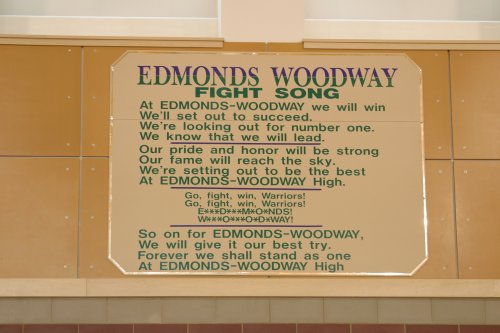 EDMONDS WOODWAY
FIGHT SONG
At EDMONDS-WOODWAY we will win
We'll set out to succeed.
We're looking out for number one.
We know that we will lead.
Our pride and honor will be strong
Our fame will reach the sky.
We're setting out to be the best
At EDMONDS-WOODWAY High.
Go, fight, win, Warriors!
Go, fight, win, Warriors!
E***D***M*O*NDS!
W***O***O*D*WAY!
So on for EDMONDS-WOODWAY,
We will give it our best try.
Forever we shall stand as one
At EDMONDS-WOODWAY High